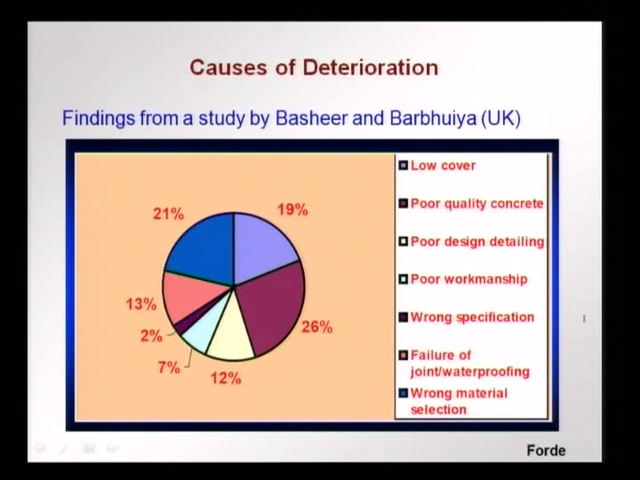 Causes of Deterioration
Findings from a study by Basheer and Barbhuiya (UK)
21%
19%
13%
2%
7%
12%
26%
Low cover
Poor quality concrete
Poor design detailing
Poor workmanship
Wrong specification
Failure of
joint/waterproofing
Wrong material
selection
Forde